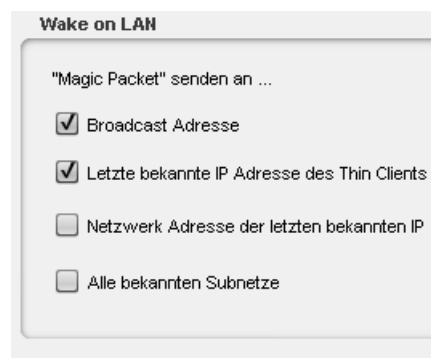 Wake on LAN
"Magic Packet" senden an ...
Broadcast Adresse
Letzte bekannte IP Adresse des Thin Clients
Netzwerk Adresse der letzten bekannten IP
Alle bekannten Subnetze